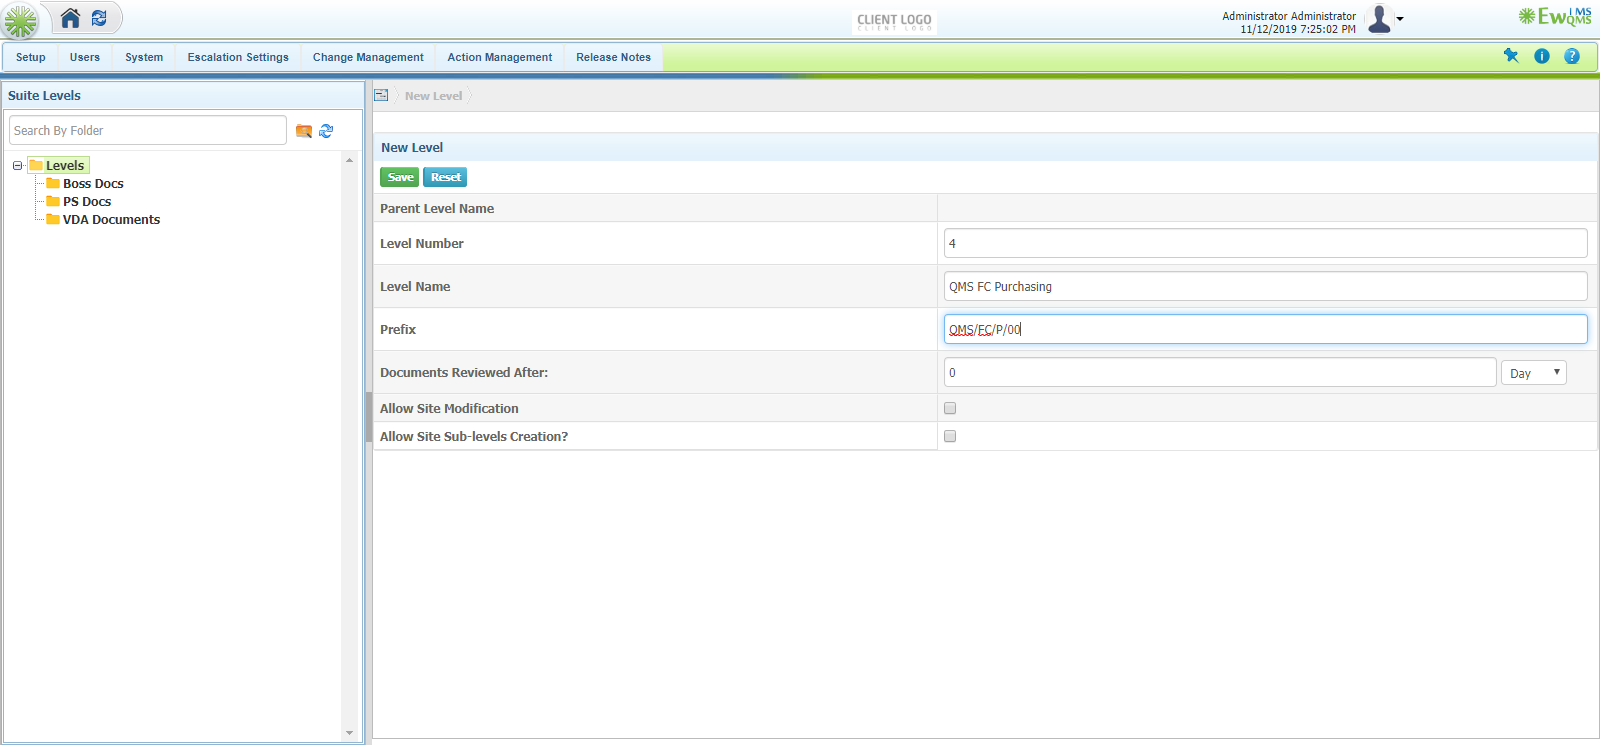 CLIENT LOGO
CLIENT LOGO
Administrator Administrator
11/12/2019 7:25:02 PM
EwQMS
IMS
Setup
Users
System
Escalation Settings
Change Management
Action Management
Release Notes
Suite Levels
Search By Folder
Levels
Boss Docs
PS Docs
VDA Documents
New Level
New Level
Save
Reset
Parent Level Name
Level Number
4
Level Name
QMS FC Purchasing
Prefix
QMS/FC/P/00
Documents Reviewed After:
0
Day
Allow Site Modification
Allow Site Sub-levels Creation?